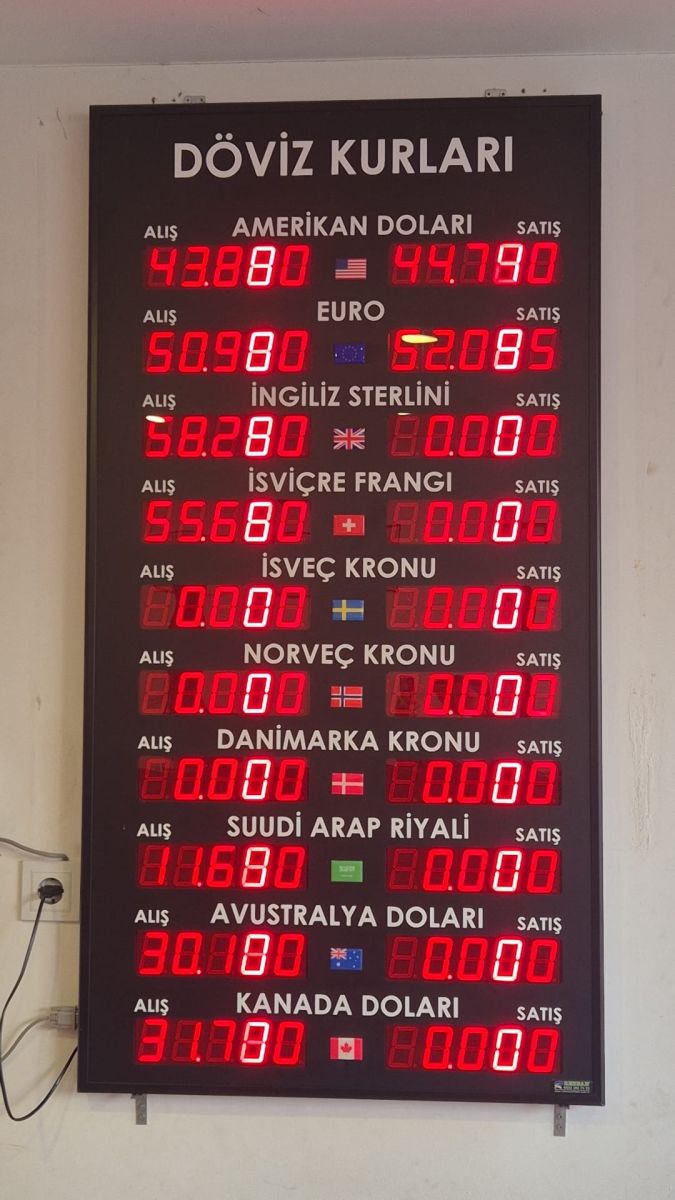 DÖVİZ KURLARI
ALIŞ AMERİKAN DOLARI SATIŞ
43.880 44.790
ALIŞ EURO SATIŞ
50.980 52.085
ALIŞ İNGİLİZ STERLİNİ SATIŞ
58.280 0.000
ALIŞ İSVİÇRE FRANGI SATIŞ
55.680 0.000
ALIŞ İSVEÇ KRONU SATIŞ
0.000 0.000
ALIŞ NORVEÇ KRONU SATIŞ
0.000 0.000
ALIŞ DANİMARKA KRONU SATIŞ
0.000 0.000
ALIŞ SUUDİ ARAP RİYALİ SATIŞ
11.680 0.000
ALIŞ AVUSTRALYA DOLARI SATIŞ
30.180 0.000
ALIŞ KANADA DOLARI SATIŞ
31.700 0.000